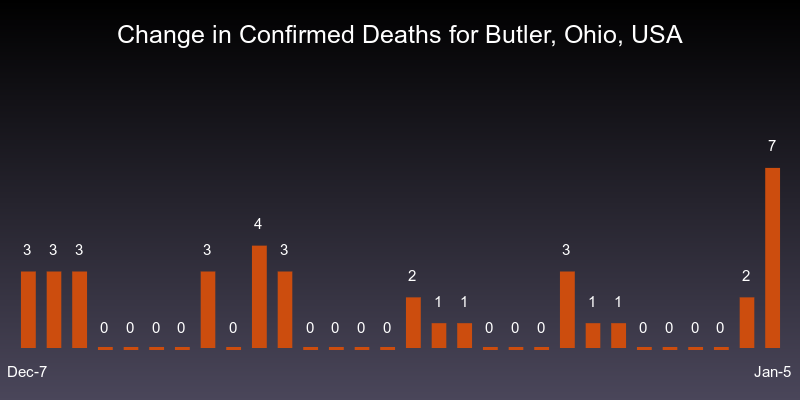 Change in Confirmed Deaths for Butler, Ohio, USA
7
4
3 3 3 3 3 3
2 2
1 1 1 1
0 0 0 0 0 0 0 0 0 0 0 0 0 0 0 0
Dec-7 Jan-5